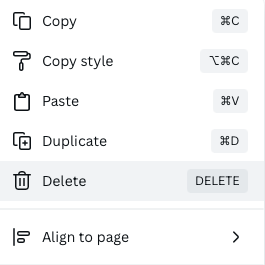 Copy ⌘C
Copy style ⌥⌘C
Paste ⌘V
Duplicate ⌘D
Delete DELETE
Align to page